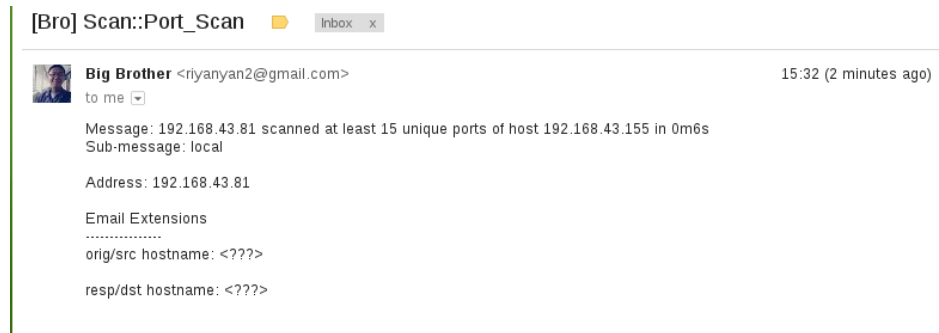 [Bro] Scan::Port_Scan Inbox x
Big Brother <riyanyan2@gmail.com> 15:32 (2 minutes ago)
to me
Message: 192.168.43.81 scanned at least 15 unique ports of host 192.168.43.155 in 0m6s
Sub-message: local
Address: 192.168.43.81
Email Extensions
----------------
orig/src hostname: <???>
resp/dst hostname: <???>